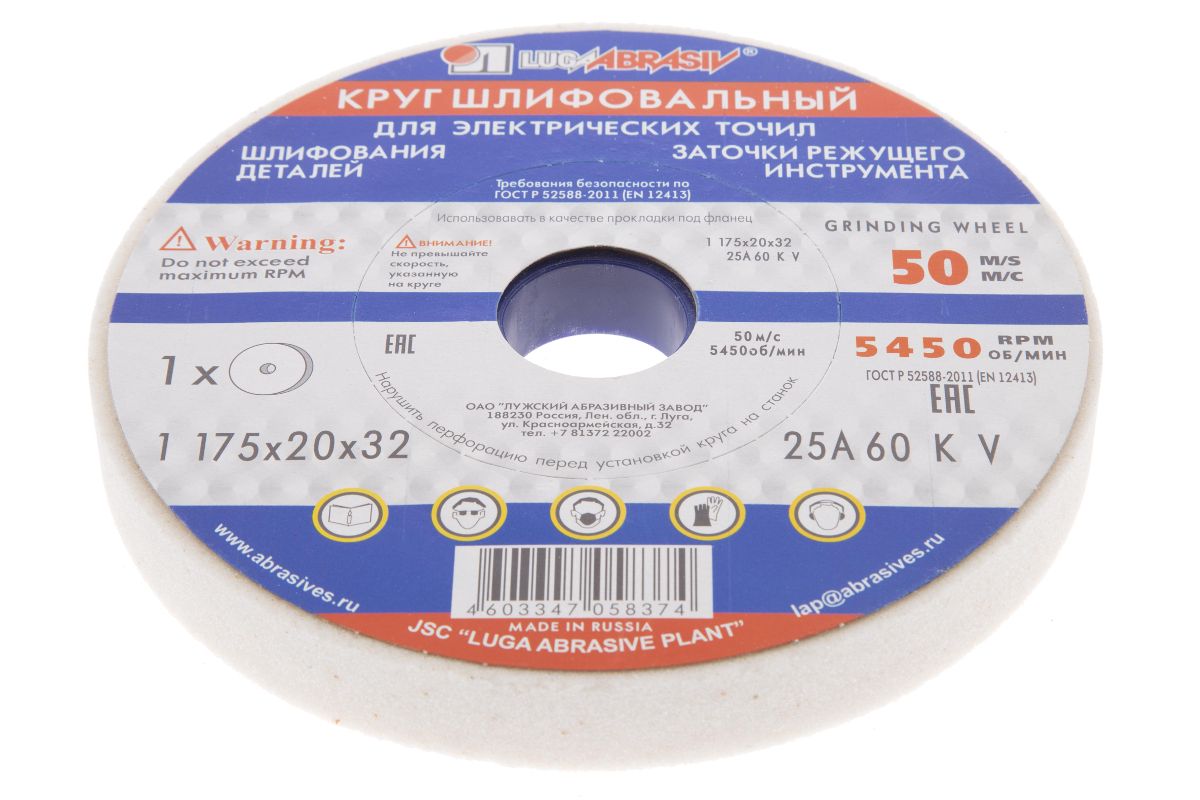 LUGAABRASIV®
КРУГ ШЛИФОВАЛЬНЫЙ
ДЛЯ ЭЛЕКТРИЧЕСКИХ ТОЧИЛ
ШЛИФОВАНИЯ
ДЕТАЛЕЙ
ЗАТОЧКИ РЕЖУЩЕГО
ИНСТРУМЕНТА
Требования безопасности по
ГОСТ Р 52588-2011 (EN 12413)
Использовать в качестве прокладки под фланец
Warning:
Do not exceed
maximum RPM
ВНИМАНИЕ!
Не превышайте
скорость,
указанную
на круге
1 175x20x32
25A 60 K V
GRINDING WHEEL
50 M/S
М/С
ЕАС
50 м/с
5450об/мин
5450 RPM
ОБ/МИН
ГОСТ Р 52588-2011 (EN 12413)
ЕАС
1 x
1 175x20x32
ОАО "ЛУЖСКИЙ АБРАЗИВНЫЙ ЗАВОД"
188230 Россия, Лен. обл., г. Луга,
ул. Красноармейская, д.32
тел. +7 81372 22002
Нарушить перфорацию перед установкой круга на станок
25A 60 K V
www.abrasives.ru
4 603347 058374
lap@abrasives.ru
MADE IN RUSSIA
JSC "LUGA ABRASIVE PLANT"